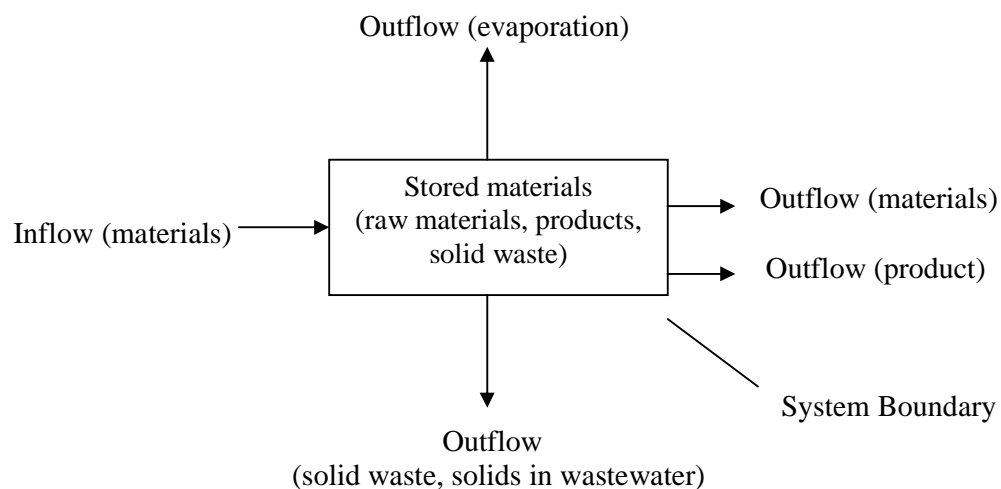 Outflow (evaporation)
Stored materials
(raw materials, products,
solid waste)
Inflow (materials)
Outflow (materials)
Outflow (product)
System Boundary
Outflow
(solid waste, solids in wastewater)